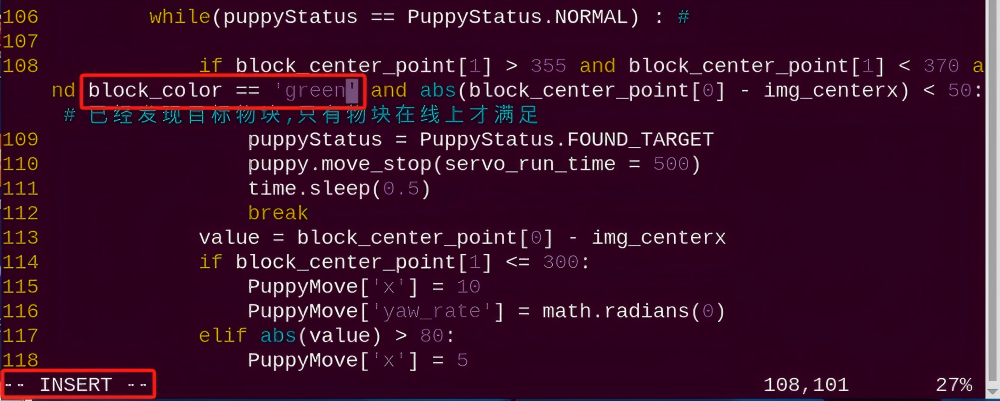 106         while(puppyStatus == PuppyStatus.NORMAL) : #
107
108             if block_center_point[1] > 355 and block_center_point[1] < 370 a
nd block_color == 'green' and abs(block_center_point[0] - img_centerx) < 50:
# 已经发现目标物块,只有物块在线上才满足
109                 puppyStatus = PuppyStatus.FOUND_TARGET
110                 puppy.move_stop(servo_run_time = 500)
111                 time.sleep(0.5)
112                 break
113             value = block_center_point[0] - img_centerx
114             if block_center_point[1] <= 300:
115                 PuppyMove['x'] = 10
116                 PuppyMove['yaw_rate'] = math.radians(0)
117             elif abs(value) > 80:
118                 PuppyMove['x'] = 5
-- INSERT -- 108,101 27%